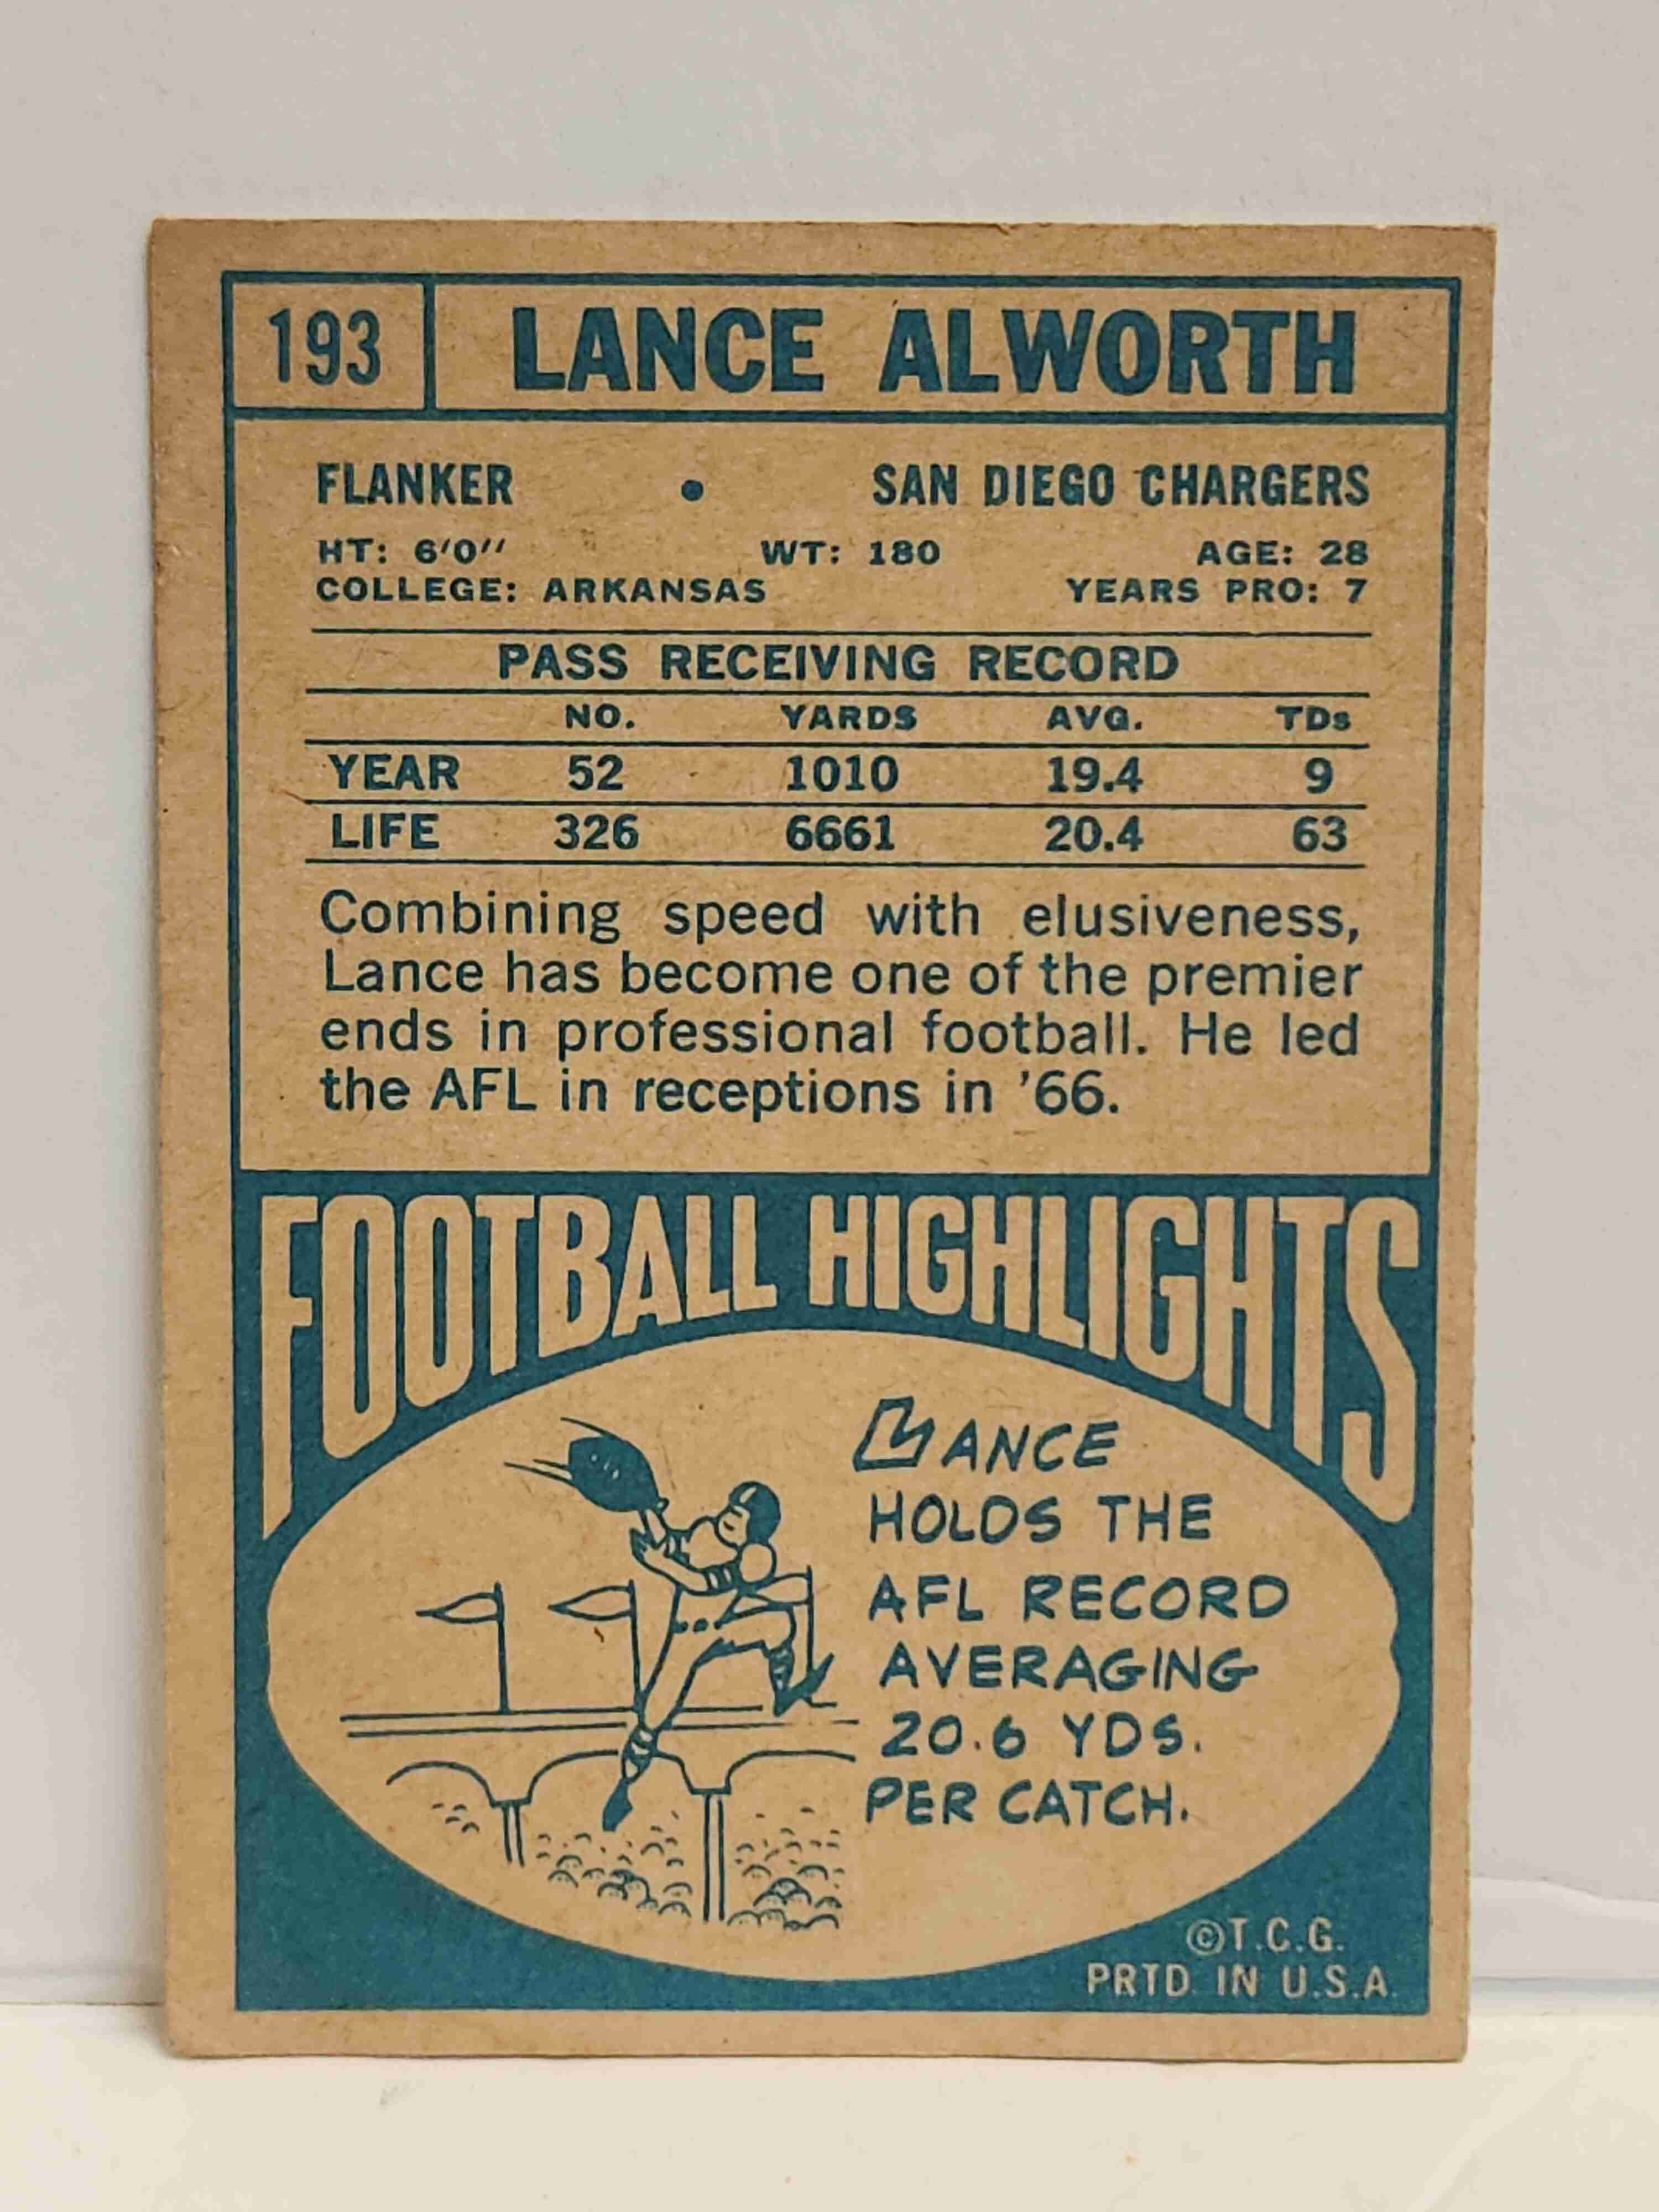 193 LANCE ALWORTH
FLANKER • SAN DIEGO CHARGERS
HT: 6'0'' WT: 180 AGE: 28
COLLEGE: ARKANSAS YEARS PRO: 7
PASS RECEIVING RECORD
NO. YARDS AVG. TDs
YEAR 52 1010 19.4 9
LIFE 326 6661 20.4 63
Combining speed with elusiveness,
Lance has become one of the premier
ends in professional football. He led
the AFL in receptions in '66.
FOOTBALL HIGHLIGHTS
LANCE
HOLDS THE
AFL RECORD
AVERAGING
20.6 YDS.
PER CATCH.
©T.C.G.
PRTD. IN U.S.A.